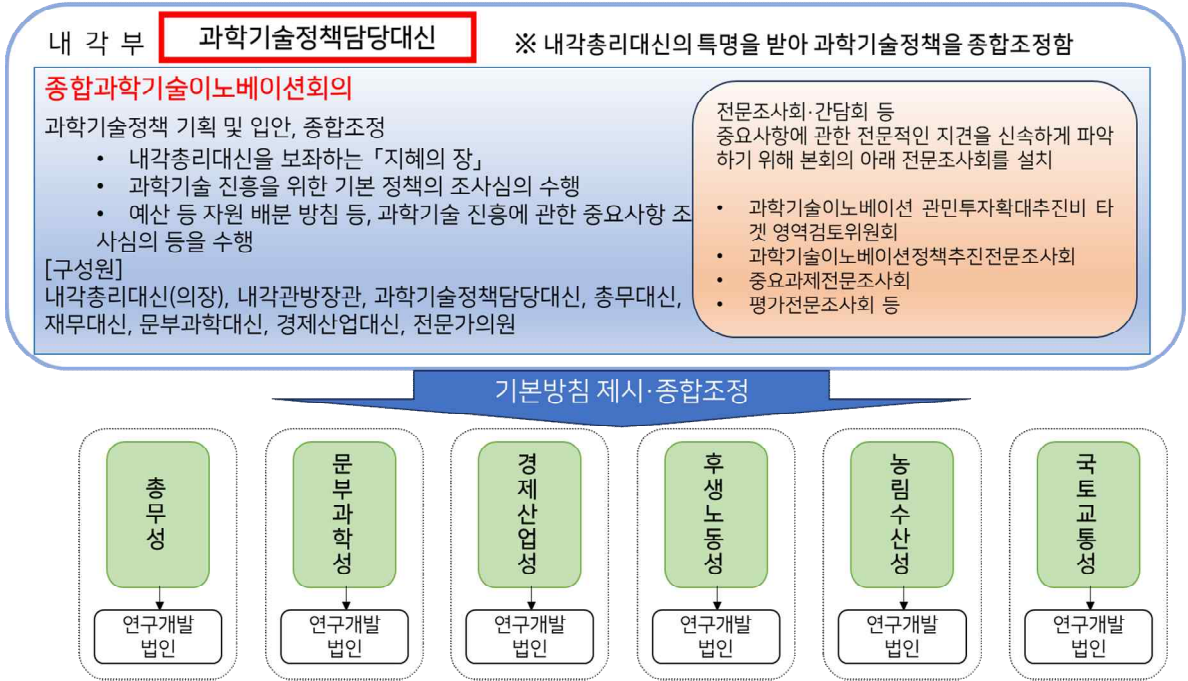 내 각 부
과학기술정책담당대신
※ 내각총리대신의 특명을 받아 과학기술정책을 종합조정함
종합과학기술이노베이션회의
과학기술정책 기획 및 입안, 종합조정
• 내각총리대신을 보좌하는「지혜의 장」
• 과학기술 진흥을 위한 기본 정책의 조사심의 수행
• 예산 등 자원 배분 방침 등, 과학기술 진흥에 관한 중요사항 조
사심의 등을 수행
[구성원]
내각총리대신(의장), 내각관방장관, 과학기술정책담당대신, 총무대신,
재무대신, 문부과학대신, 경제산업대신, 전문가의원
전문조사회·간담회 등
중요사항에 관한 전문적인 지견을 신속하게 파악
하기 위해 본회의 아래 전문조사회를 설치
• 과학기술이노베이션 관민투자확대추진비 타
겟 영역검토위원회
• 과학기술이노베이션정책추진전문조사회
• 중요과제전문조사회
• 평가전문조사회 등
기본방침 제시·종합조정
총무성
문부과학성
경제산업성
후생노동성
농림수산성
국토교통성
연구개발
법인
연구개발
법인
연구개발
법인
연구개발
법인
연구개발
법인
연구개발
법인